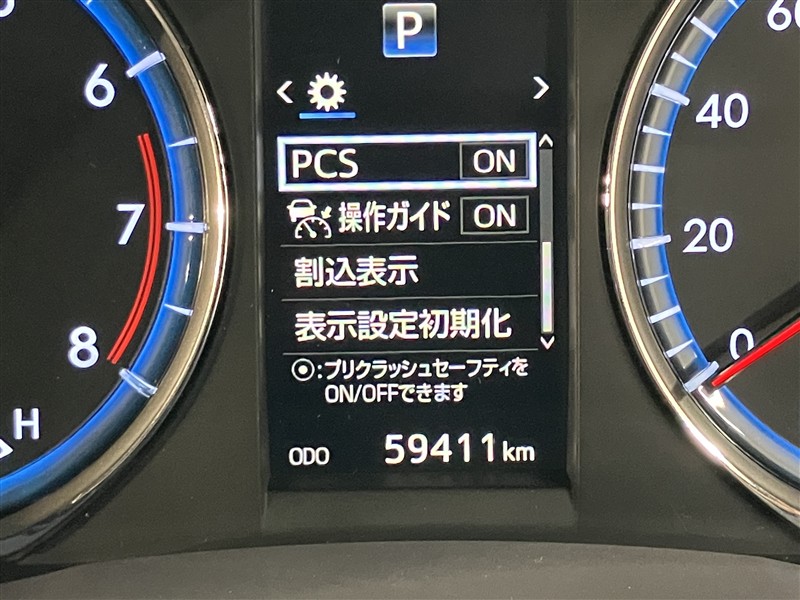 P
PCS ON
操作ガイド ON
割込表示
表示設定初期化
⦿:プリクラッシュセーフティを
ON/OFFできます
ODO 59411km
6
7
8
H
60
40
20
0